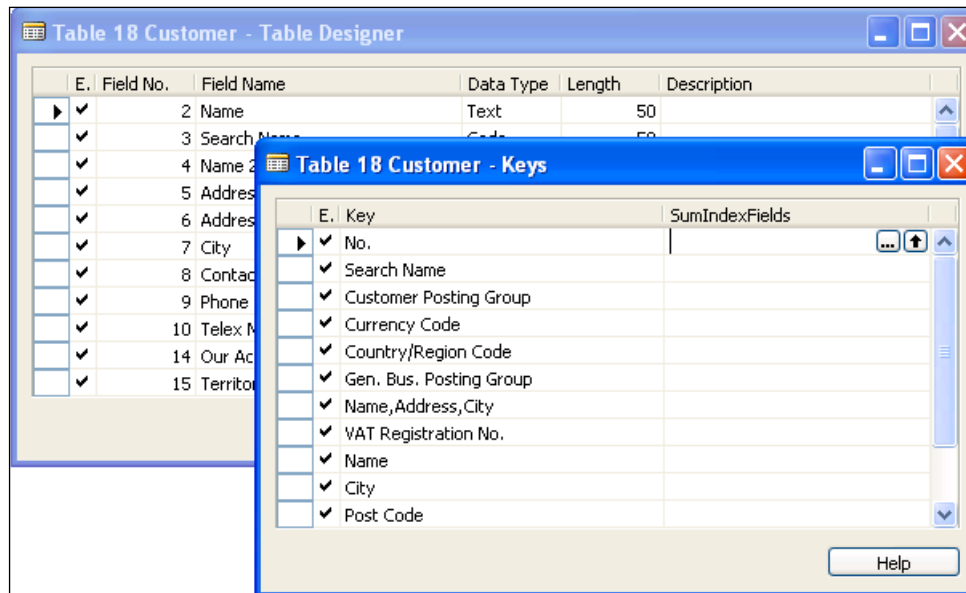 Table 18 Customer - Table Designer
E. Field No. Field Name Data Type Length Description
2 Name Text 50
3 Search
4 Name 2
5 Addres
6 Addres
7 City
8 Contac
9 Phone
10 Telex
14 Our Ac
15 Territo
Table 18 Customer - Keys
E. Key SumIndexFields
No.
Search Name
Customer Posting Group
Currency Code
Country/Region Code
Gen. Bus. Posting Group
Name,Address,City
VAT Registration No.
Name
City
Post Code
Help